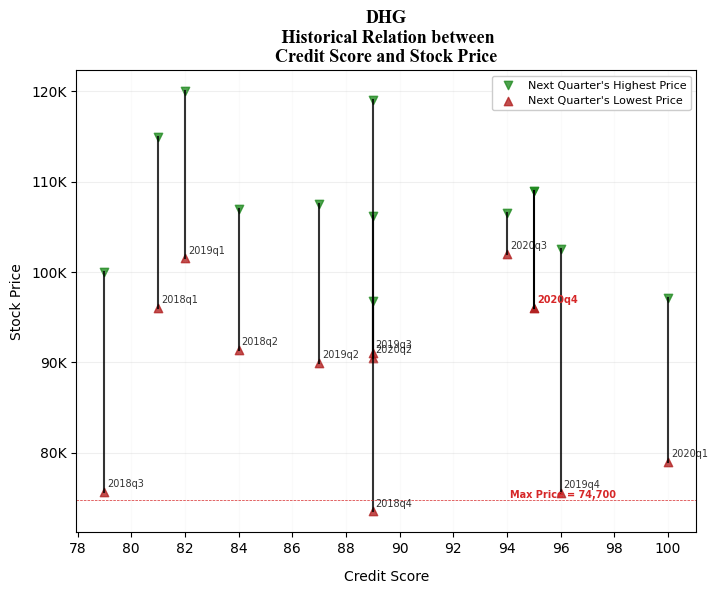 DHG
Historical Relation between
Credit Score and Stock Price
Next Quarter's Highest Price
Next Quarter's Lowest Price
120K
110K
100K
90K
80K
Stock Price
2019q1
2020q3
2018q1
2020q4
2018q2
2019q3
2020q2
2019q2
2020q1
2018q3
2019q4
Max Price = 74,700
2018q4
78 80 82 84 86 88 90 92 94 96 98 100
Credit Score